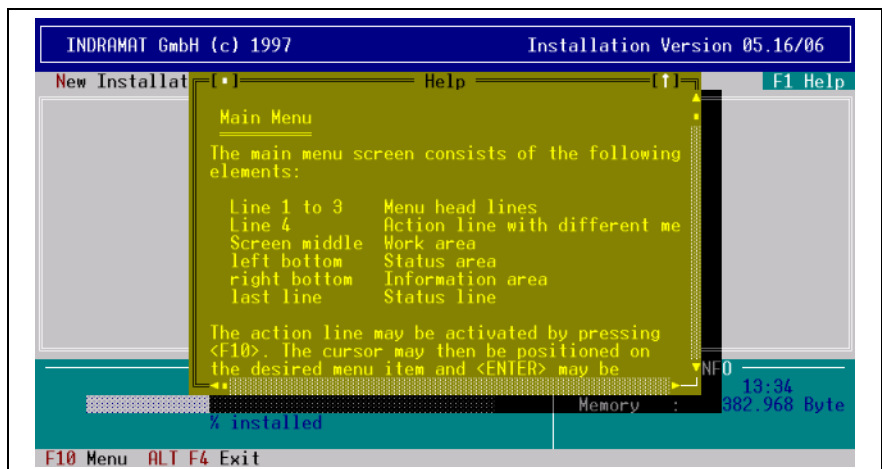 INDRAMAT GmbH (c) 1997 Installation Version 05.16/06
New Installat Help F1 Help
Main Menu
The main menu screen consists of the following
elements:
Line 1 to 3 Menu head lines
Line 4 Action line with different me
Screen middle Work area
left bottom Status area
right bottom Information area
last line Status line
The action line may be activated by pressing
<F10>. The cursor may then be positioned on
the desired menu item and <ENTER> may be
NFO
13:34
Memory : 382.968 Byte
% installed
F10 Menu ALT F4 Exit